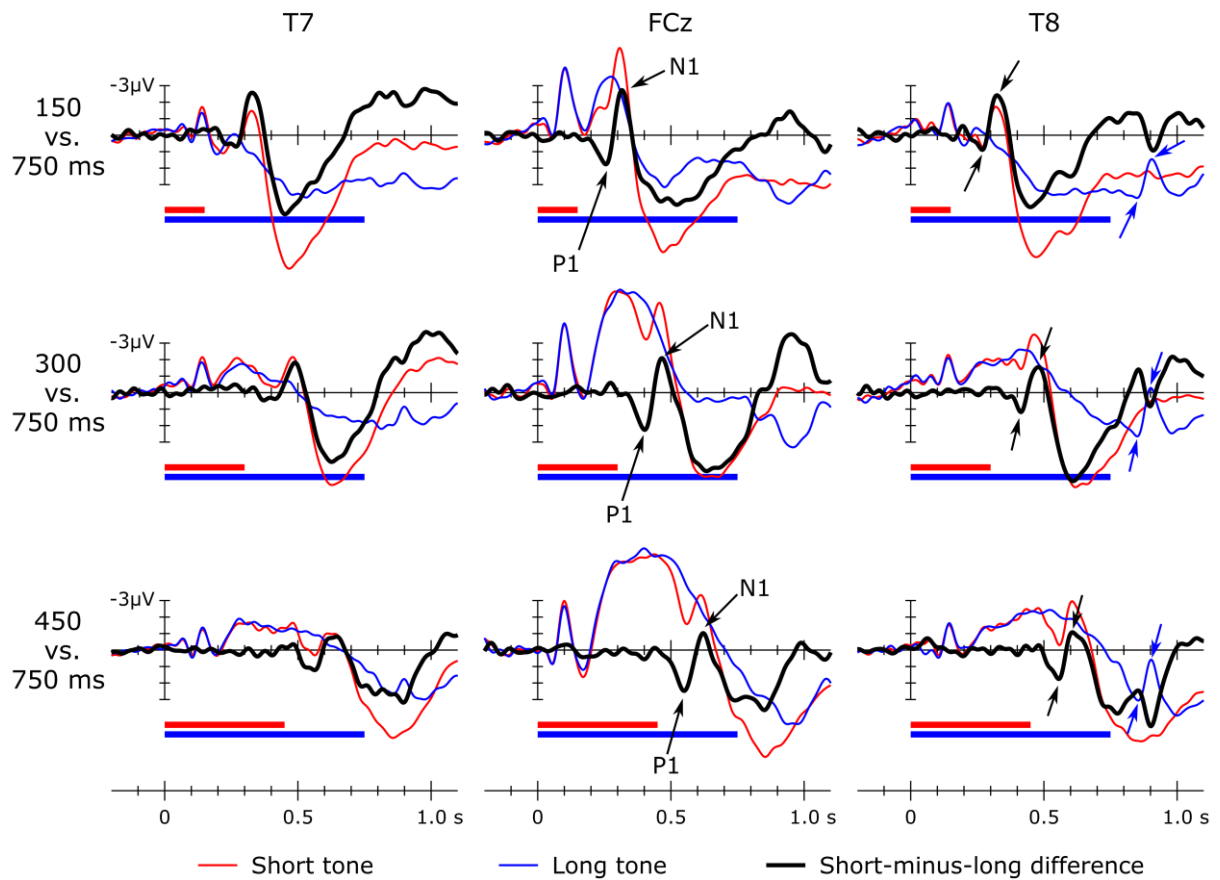 T7 FCz T8
-3μV
150
vs.
750 ms
N1
P1
-3μV
300
vs.
750 ms
N1
P1
-3μV
450
vs.
750 ms
N1
P1
0 0.5 1.0 s 0 0.5 1.0 s 0 0.5 1.0 s
Short tone Long tone Short-minus-long difference